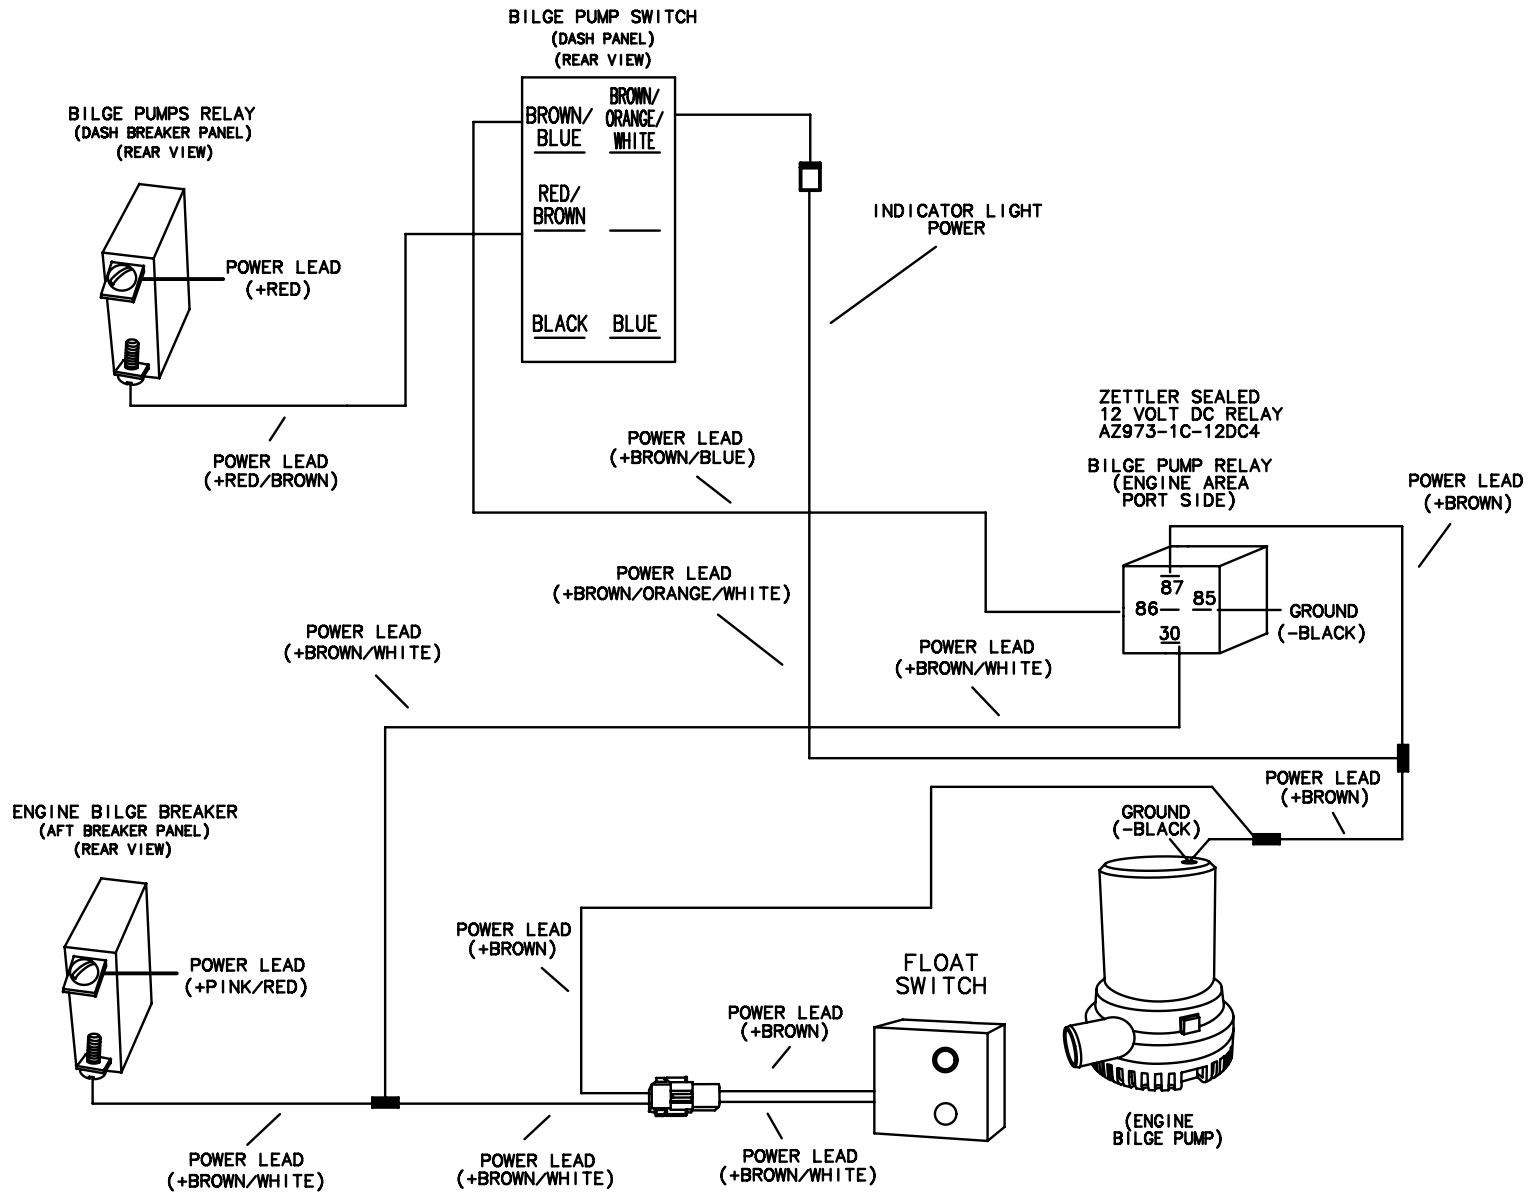 BILGE PUMP SWITCH
(DASH PANEL)
(REAR VIEW)
BROWN/
BLUE
BROWN/
ORANGE/
WHITE
RED/
BROWN
BLACK
BLUE
BILGE PUMPS RELAY
(DASH BREAKER PANEL)
(REAR VIEW)
POWER LEAD
(+RED)
POWER LEAD
(+RED/BROWN)
INDICATOR LIGHT
POWER
POWER LEAD
(+BROWN/BLUE)
ZETTLER SEALED
12 VOLT DC RELAY
AZ973-1C-12DC4
BILGE PUMP RELAY
(ENGINE AREA
PORT SIDE)
POWER LEAD
(+BROWN)
87
86
85
30
GROUND
(-BLACK)
POWER LEAD
(+BROWN/ORANGE/WHITE)
POWER LEAD
(+BROWN/WHITE)
POWER LEAD
(+BROWN/WHITE)
POWER LEAD
(+BROWN)
GROUND
(-BLACK)
ENGINE BILGE BREAKER
(AFT BREAKER PANEL)
(REAR VIEW)
POWER LEAD
(+PINK/RED)
POWER LEAD
(+BROWN)
FLOAT
SWITCH
POWER LEAD
(+BROWN)
(ENGINE
BILGE PUMP)
POWER LEAD
(+BROWN/WHITE)
POWER LEAD
(+BROWN/WHITE)
POWER LEAD
(+BROWN/WHITE)